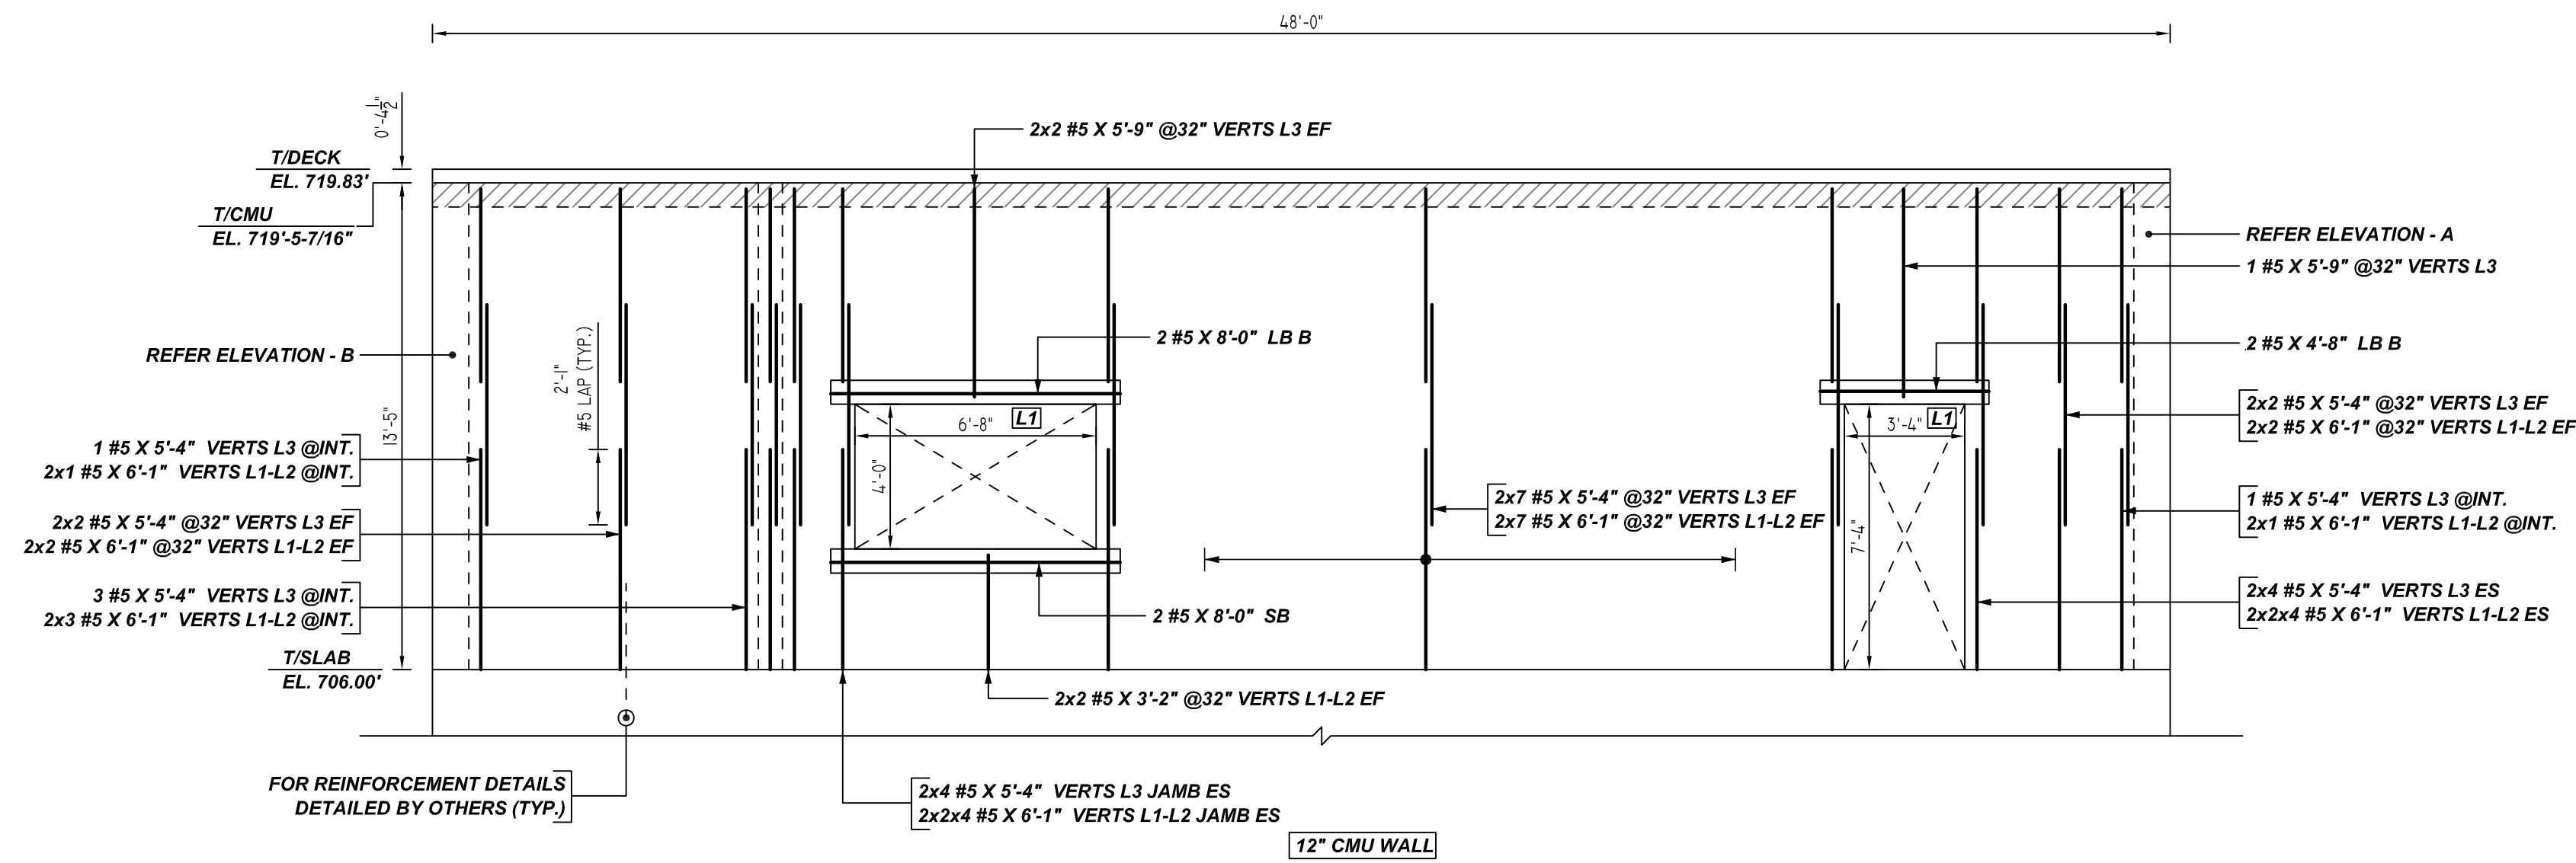 48'-0"
0'-4 1/2"
2x2 #5 X 5'-9" @32" VERTS L3 EF
T/DECK
EL. 719.83'
T/CMU
EL. 719'-5-7/16"
REFER ELEVATION - A
1 #5 X 5'-9" @32" VERTS L3
2 #5 X 8'-0" LB B
2 #5 X 4'-8" LB B
REFER ELEVATION - B
2'-1"
#5 LAP (TYP.)
13'-5"
6'-8"
L1
4'-0"
3'-4"
L1
7'-4"
2x2 #5 X 5'-4" @32" VERTS L3 EF
2x2 #5 X 6'-1" @32" VERTS L1-L2 EF
1 #5 X 5'-4" VERTS L3 @INT.
2x1 #5 X 6'-1" VERTS L1-L2 @INT.
2x7 #5 X 5'-4" @32" VERTS L3 EF
2x7 #5 X 6'-1" @32" VERTS L1-L2 EF
1 #5 X 5'-4" VERTS L3 @INT.
2x1 #5 X 6'-1" VERTS L1-L2 @INT.
2x2 #5 X 5'-4" @32" VERTS L3 EF
2x2 #5 X 6'-1" @32" VERTS L1-L2 EF
3 #5 X 5'-4" VERTS L3 @INT.
2x3 #5 X 6'-1" VERTS L1-L2 @INT.
2 #5 X 8'-0" SB
2x4 #5 X 5'-4" VERTS L3 ES
2x2x4 #5 X 6'-1" VERTS L1-L2 ES
T/SLAB
EL. 706.00'
2x2 #5 X 3'-2" @32" VERTS L1-L2 EF
FOR REINFORCEMENT DETAILS
DETAILED BY OTHERS (TYP.)
2x4 #5 X 5'-4" VERTS L3 JAMB ES
2x2x4 #5 X 6'-1" VERTS L1-L2 JAMB ES
12" CMU WALL